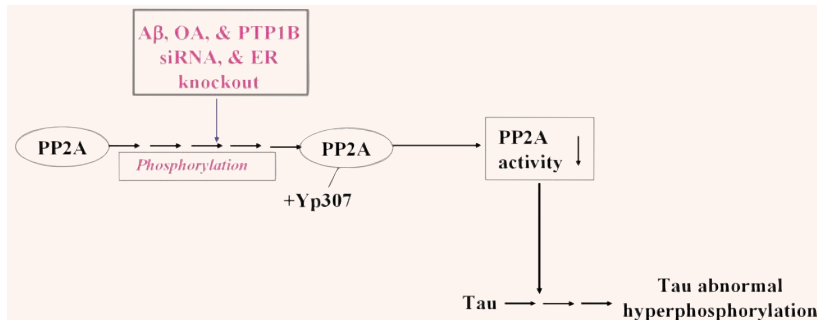 Aβ, OA, & PTP1B
siRNA, & ER
knockout
PP2A
Phosphorylation
PP2A
+Yp307
PP2A
activity
Tau
Tau abnormal
hyperphosphorylation